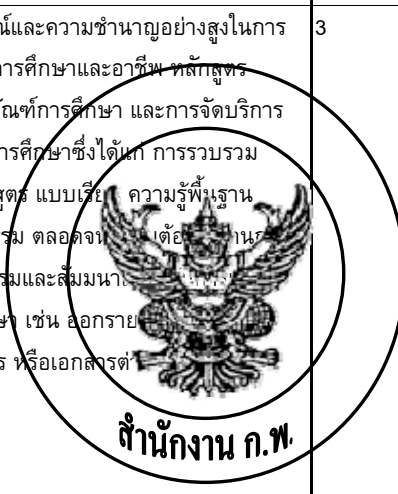 น์และความชำนาญอย่างสูงในการ 3
การศึกษาและอาชีพ หลักสูตร
ัณฑ์การศึกษา และการจัดบริการ
การศึกษาซึ่งได้แก่ การรวบรวม
สูตร แบบเรียน ความรู้พื้นฐาน
รม ตลอดจน
รมและสัมมนา
ษา เช่น ออกราย
ร หรือเอกสารต่
สำนักงาน ก.พ.